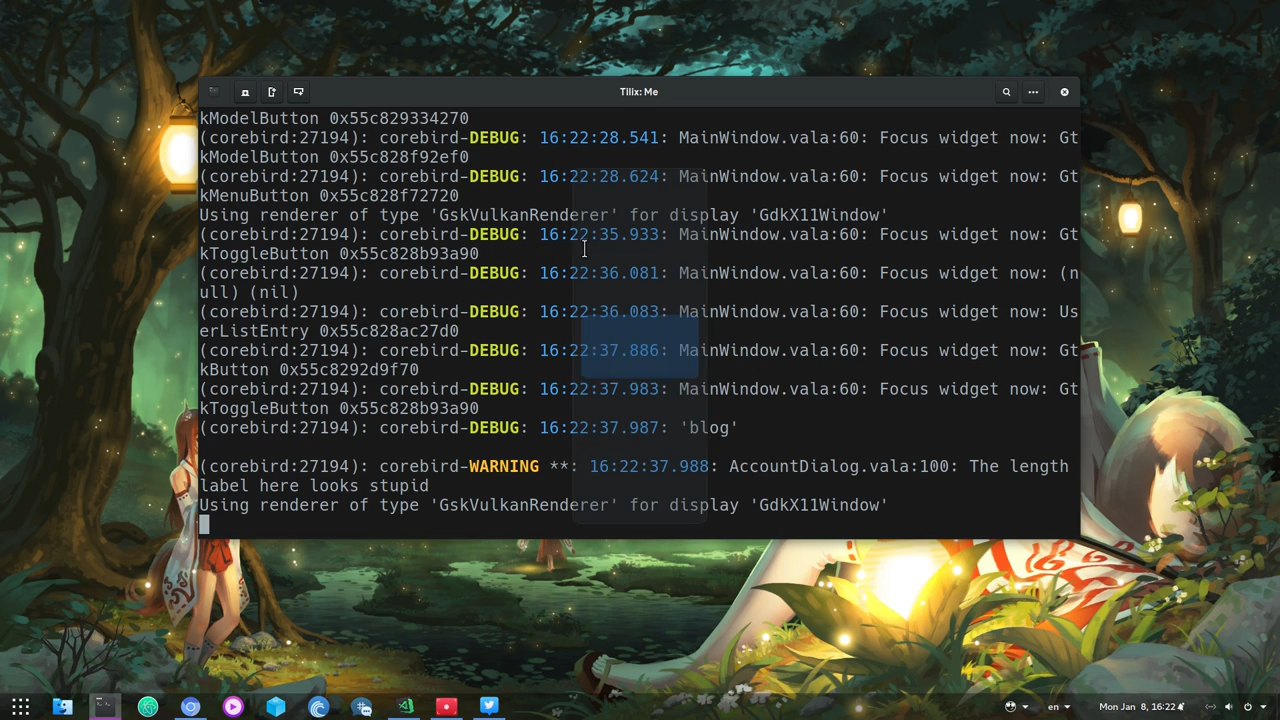 Tilix: Me
kModelButton 0x55c829334270
(corebird:27194): corebird-DEBUG: 16:22:28.541: MainWindow.vala:60: Focus widget now: Gt
kModelButton 0x55c828f92ef0
(corebird:27194): corebird-DEBUG: 16:22:28.624: MainWindow.vala:60: Focus widget now: Gt
kMenuButton 0x55c828f72720
Using renderer of type 'GskVulkanRenderer' for display 'GdkX11Window'
(corebird:27194): corebird-DEBUG: 16:22:35.933: MainWindow.vala:60: Focus widget now: Gt
kToggleButton 0x55c828b93a90
(corebird:27194): corebird-DEBUG: 16:22:36.081: MainWindow.vala:60: Focus widget now: (n
ull) (nil)
(corebird:27194): corebird-DEBUG: 16:22:36.083: MainWindow.vala:60: Focus widget now: Us
erListEntry 0x55c828ac27d0
(corebird:27194): corebird-DEBUG: 16:22:37.886: MainWindow.vala:60: Focus widget now: Gt
kButton 0x55c8292d9f70
(corebird:27194): corebird-DEBUG: 16:22:37.983: MainWindow.vala:60: Focus widget now: Gt
kToggleButton 0x55c828b93a90
(corebird:27194): corebird-DEBUG: 16:22:37.987: 'blog'
(corebird:27194): corebird-WARNING **: 16:22:37.988: AccountDialog.vala:100: The length
label here looks stupid
Using renderer of type 'GskVulkanRenderer' for display 'GdkX11Window'
en
Mon Jan 8, 16:22